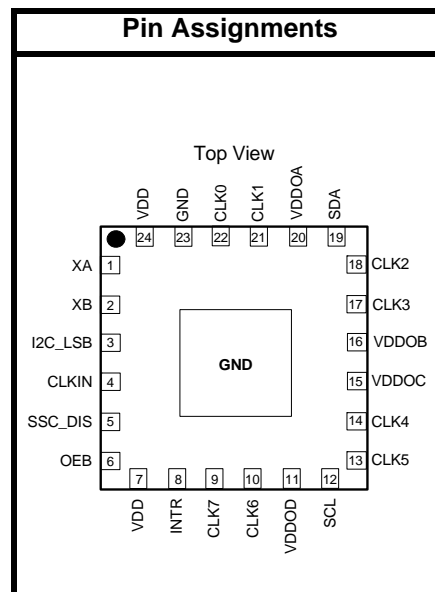 Pin Assignments
Top View
VDD
GND
CLK0
CLK1
VDDOA
SDA
24
23
22
21
20
19
XA
1
XB
2
I2C_LSB
3
CLKIN
4
SSC_DIS
5
OEB
6
GND
18
CLK2
17
CLK3
16
VDDOB
15
VDDOC
14
CLK4
13
CLK5
7
8
9
10
11
12
VDD
INTR
CLK7
CLK6
VDDOD
SCL